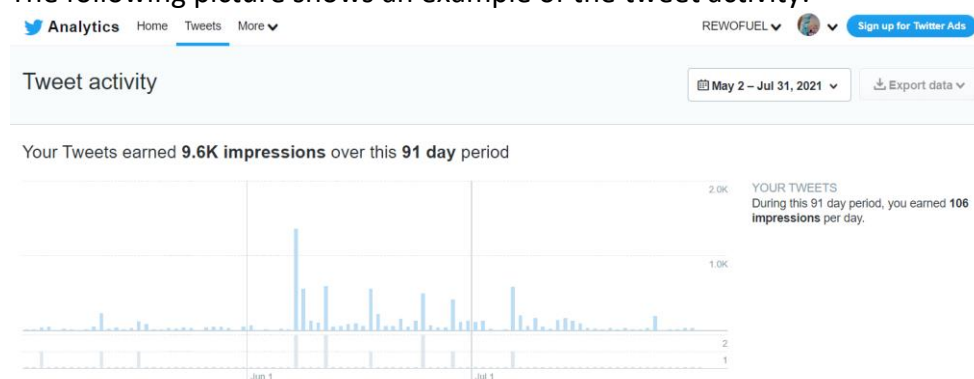 The following picture shows an example of the tweet activity.
Analytics Home Tweets More REWOFUEL Sign up for Twitter Ads
Tweet activity May 2 – Jul 31, 2021 Export data
Your Tweets earned 9.6K impressions over this 91 day period
2.0K YOUR TWEETS
During this 91 day period, you earned 106
impressions per day.
1.0K
2
1
Jun 1 Jul 1